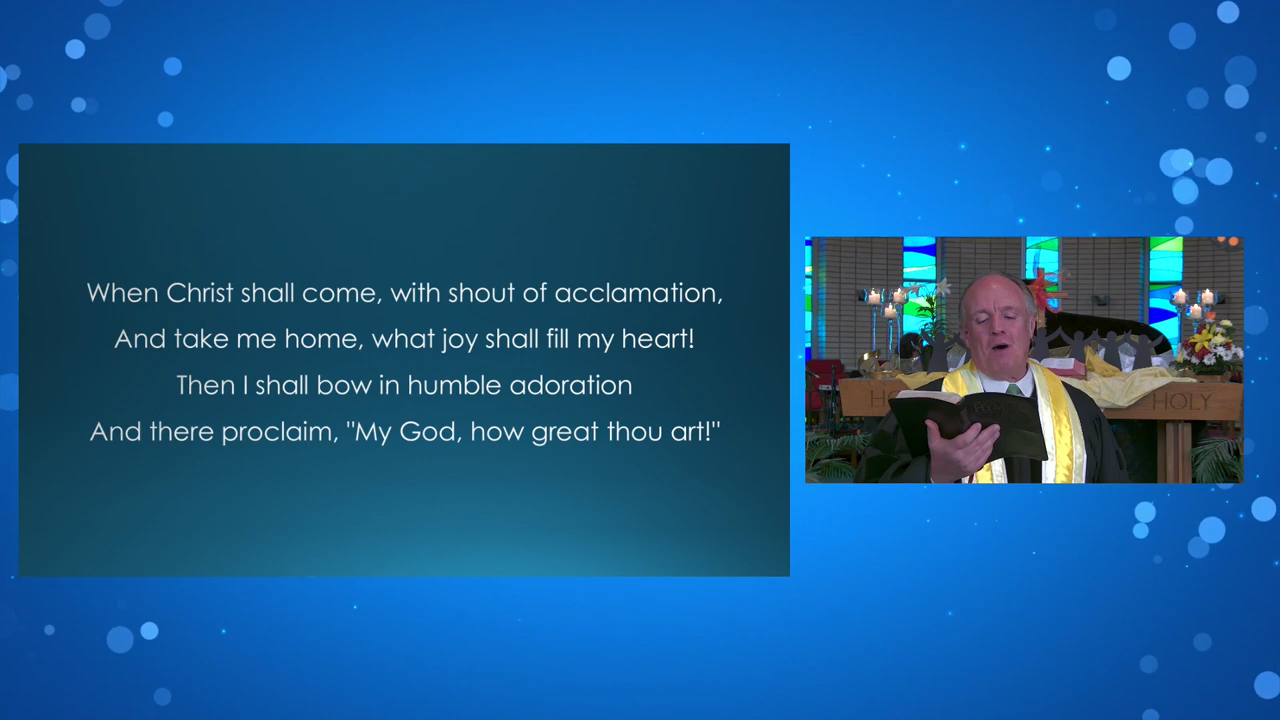 When Christ shall come, with shout of acclamation,
And take me home, what joy shall fill my heart!
Then I shall bow in humble adoration
And there proclaim, "My God, how great thou art!"
HOLY